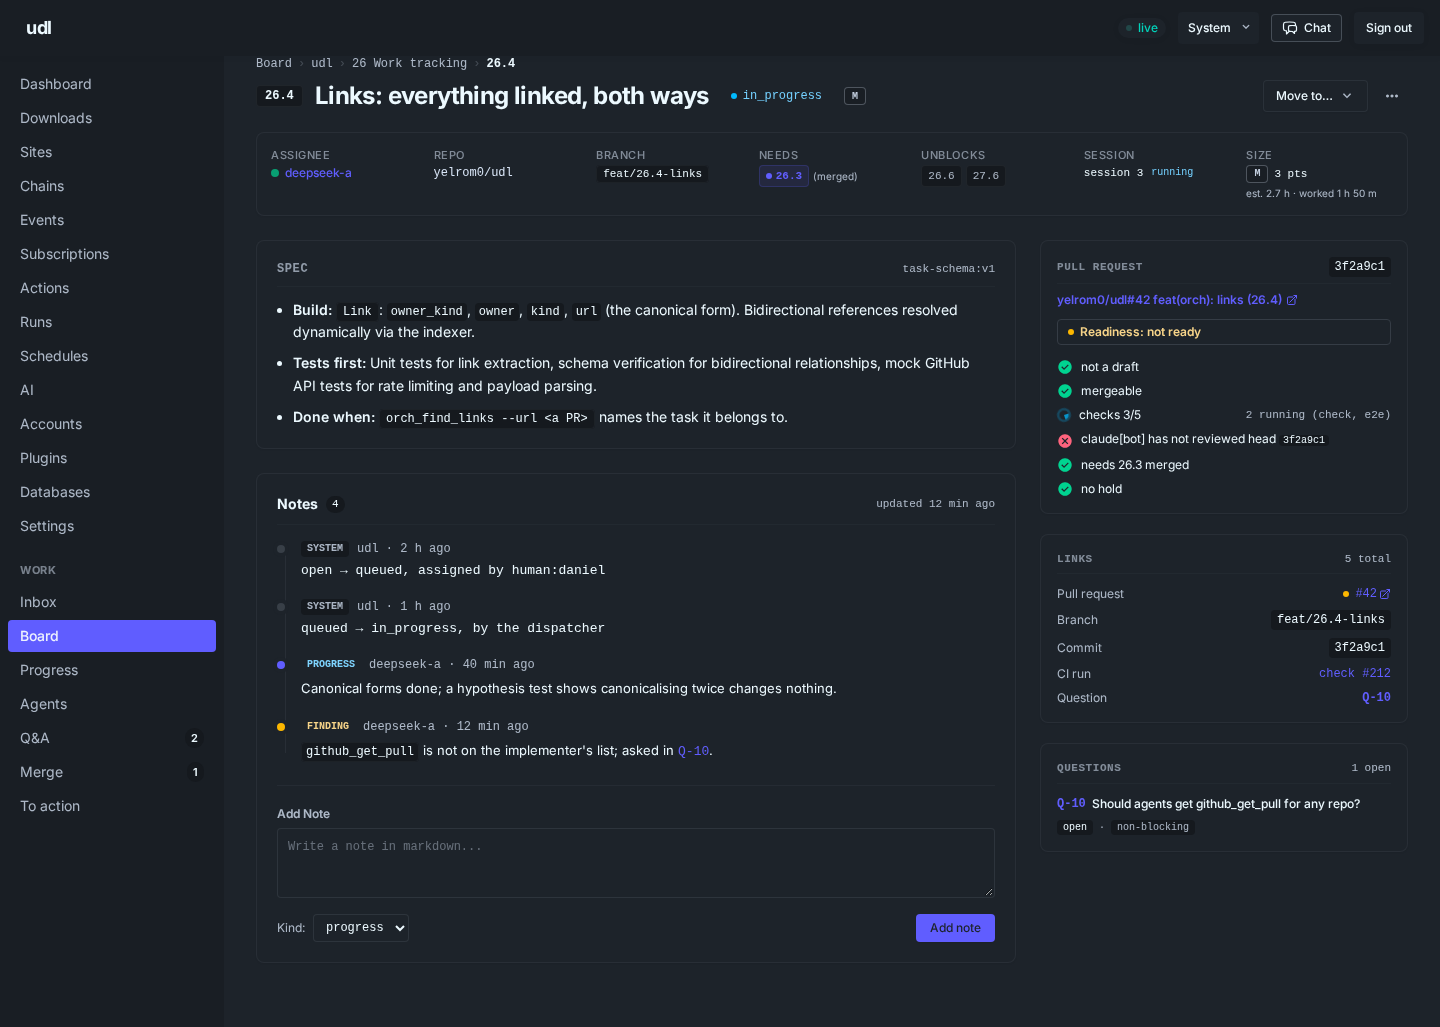 udl
live
System
Chat
Sign out
Dashboard
Downloads
Sites
Chains
Events
Subscriptions
Actions
Runs
Schedules
AI
Accounts
Plugins
Databases
Settings
WORK
Inbox
Board
Progress
Agents
Q&A 2
Merge 1
To action
Board › udl › 26 Work tracking › 26.4
26.4 Links: everything linked, both ways in_progress M
Move to...
ASSIGNEE
deepseek-a
REPO
yelrom0/udl
BRANCH
feat/26.4-links
NEEDS
26.3 (merged)
UNBLOCKS
26.6 27.6
SESSION
session 3 running
SIZE
M 3 pts
est. 2.7 h · worked 1 h 50 m
SPEC task-schema:v1
Build: Link: owner_kind, owner, kind, url (the canonical form). Bidirectional references resolved
dynamically via the indexer.
Tests first: Unit tests for link extraction, schema verification for bidirectional relationships, mock GitHub
API tests for rate limiting and payload parsing.
Done when: orch_find_links --url <a PR> names the task it belongs to.
Notes 4 updated 12 min ago
SYSTEM udl · 2 h ago
open → queued, assigned by human:daniel
SYSTEM udl · 1 h ago
queued → in_progress, by the dispatcher
PROGRESS deepseek-a · 40 min ago
Canonical forms done; a hypothesis test shows canonicalising twice changes nothing.
FINDING deepseek-a · 12 min ago
github_get_pull is not on the implementer's list; asked in Q-10.
Add Note
Write a note in markdown...
Kind: progress
Add note
PULL REQUEST 3f2a9c1
yelrom0/udl#42 feat(orch): links (26.4)
Readiness: not ready
not a draft
mergeable
checks 3/5 2 running (check, e2e)
claude[bot] has not reviewed head 3f2a9c1
needs 26.3 merged
no hold
LINKS 5 total
Pull request #42
Branch feat/26.4-links
Commit 3f2a9c1
CI run check #212
Question Q-10
QUESTIONS 1 open
Q-10 Should agents get github_get_pull for any repo?
open · non-blocking